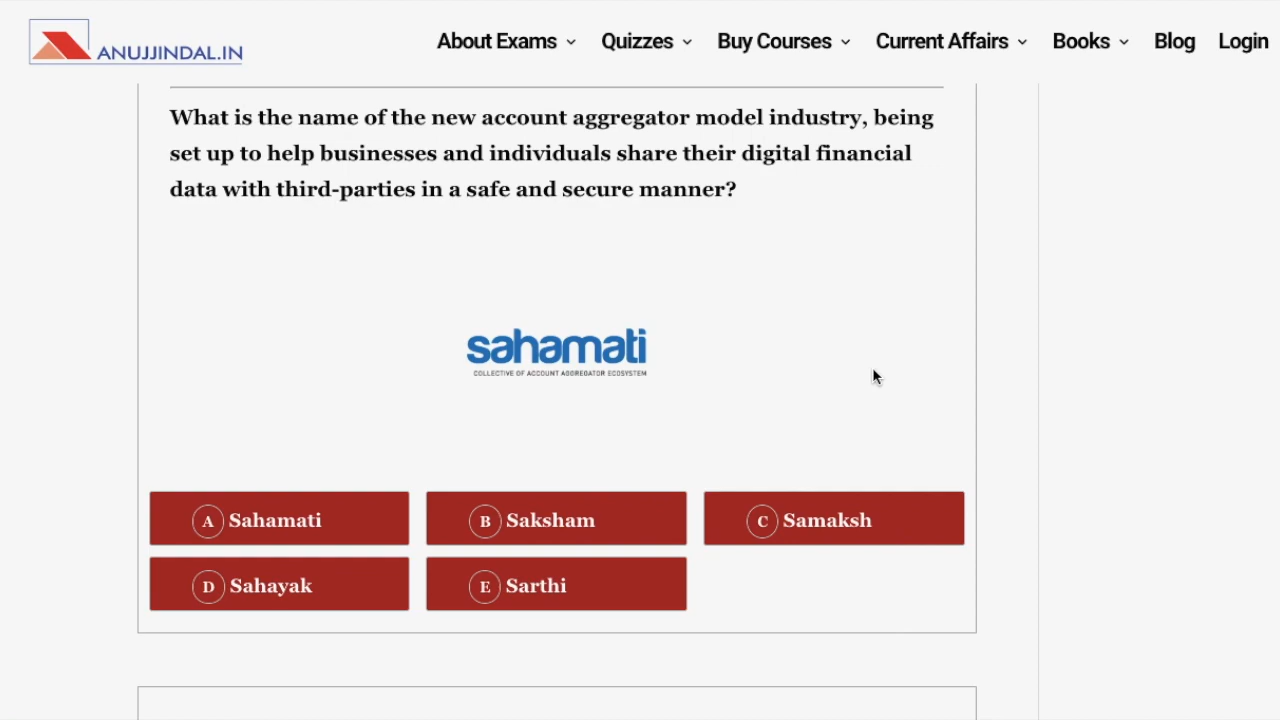 ANUJJINDAL.IN
About Exams Quizzes Buy Courses Current Affairs Books Blog Login
What is the name of the new account aggregator model industry, being
set up to help businesses and individuals share their digital financial
data with third-parties in a safe and secure manner?
sahamati
COLLECTIVE OF ACCOUNT AGGREGATOR ECOSYSTEM
A Sahamati B Saksham C Samaksh
D Sahayak E Sarthi